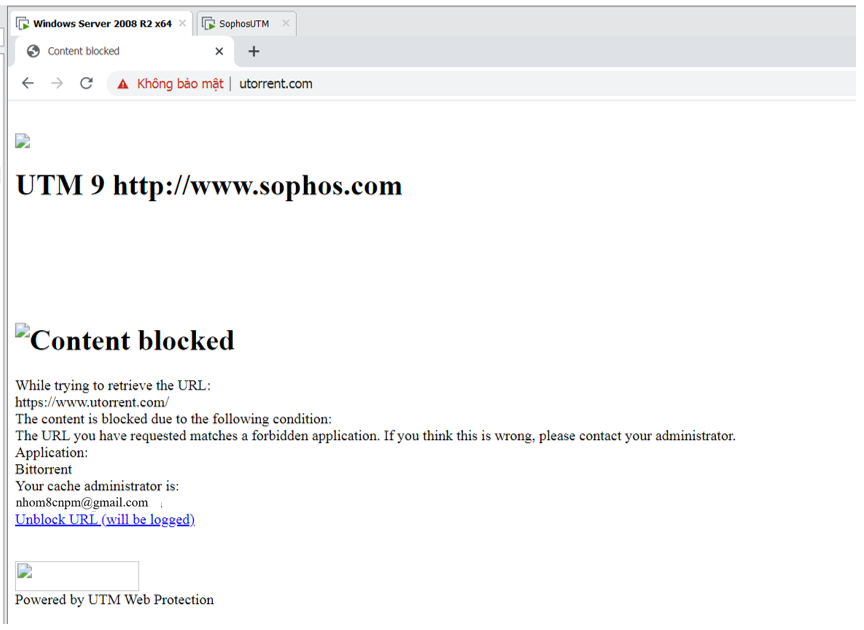 Windows Server 2008 R2 x64
SophosUTM
Content blocked
Không bảo mật
utorrent.com
UTM 9 http://www.sophos.com
Content blocked
While trying to retrieve the URL:
https://www.utorrent.com/
The content is blocked due to the following condition:
The URL you have requested matches a forbidden application. If you think this is wrong, please contact your administrator.
Application:
Bittorrent
Your cache administrator is:
nhom8cnpm@gmail.com
Unblock URL (will be logged)
Powered by UTM Web Protection